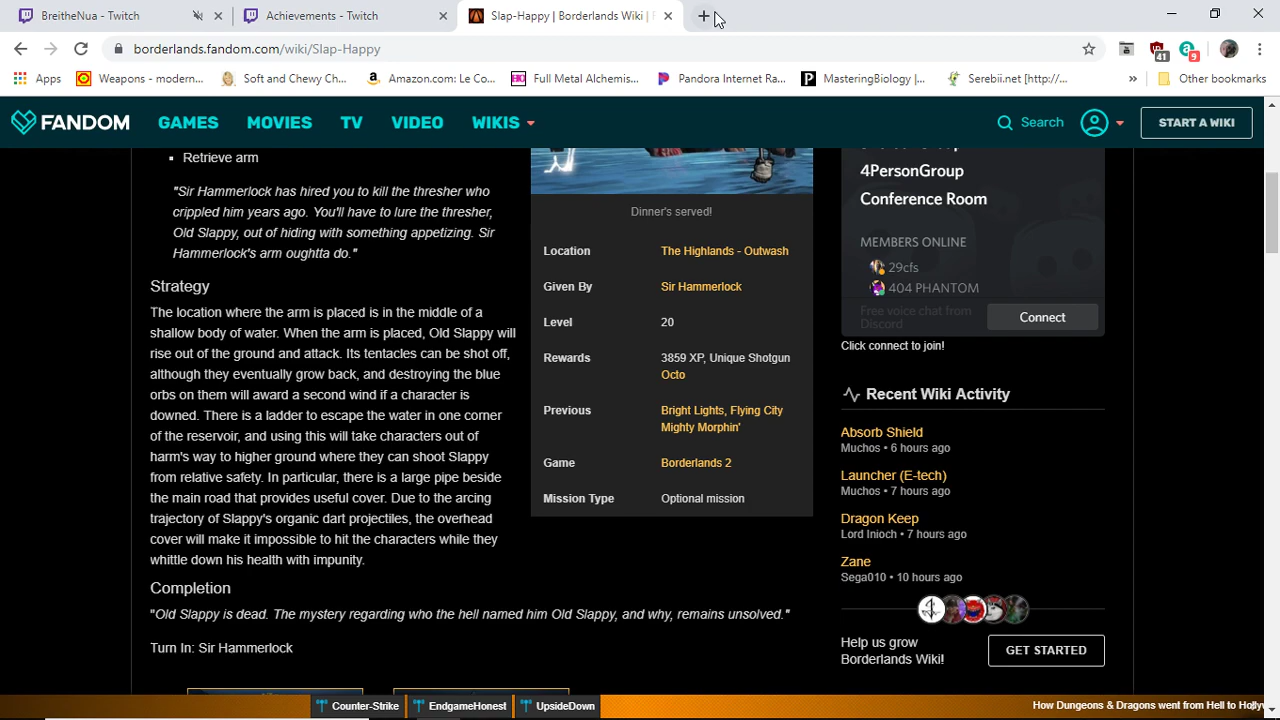 BreitheNua - Twitch
Achievements - Twitch
Slap-Happy | Borderlands Wiki | F
borderlands.fandom.com/wiki/Slap-Happy
41
9
Apps
Weapons - modern...
Soft and Chewy Ch...
Amazon.com: Le Co...
Full Metal Alchemis...
Pandora Internet Ra...
MasteringBiology |...
Serebii.net [http://...
»
Other bookmarks
FANDOM
GAMES
MOVIES
TV
VIDEO
WIKIS
Search
START A WIKI
Retrieve arm
"Sir Hammerlock has hired you to kill the thresher who
crippled him years ago. You'll have to lure the thresher,
Old Slappy, out of hiding with something appetizing. Sir
Hammerlock's arm oughtta do."
Strategy
The location where the arm is placed is in the middle of a
shallow body of water. When the arm is placed, Old Slappy will
rise out of the ground and attack. Its tentacles can be shot off,
although they eventually grow back, and destroying the blue
orbs on them will award a second wind if a character is
downed. There is a ladder to escape the water in one corner
of the reservoir, and using this will take characters out of
harm's way to higher ground where they can shoot Slappy
from relative safety. In particular, there is a large pipe beside
the main road that provides useful cover. Due to the arcing
trajectory of Slappy's organic dart projectiles, the overhead
cover will make it impossible to hit the characters while they
whittle down his health with impunity.
Completion
"Old Slappy is dead. The mystery regarding who the hell named him Old Slappy, and why, remains unsolved."
Turn In: Sir Hammerlock
Dinner's served!
Location
The Highlands - Outwash
Given By
Sir Hammerlock
Level
20
Rewards
3859 XP, Unique Shotgun
Octo
Previous
Bright Lights, Flying City
Mighty Morphin'
Game
Borderlands 2
Mission Type
Optional mission
4PersonGroup
Conference Room
MEMBERS ONLINE
29cfs
404 PHANTOM
Free voice chat from
Discord
Connect
Click connect to join!
Recent Wiki Activity
Absorb Shield
Muchos • 6 hours ago
Launcher (E-tech)
Muchos • 7 hours ago
Dragon Keep
Lord Inioch • 7 hours ago
Zane
Sega010 • 10 hours ago
Help us grow
Borderlands Wiki!
GET STARTED
Counter-Strike
EndgameHonest
UpsideDown
How Dungeons & Dragons went from Hell to Hollyw